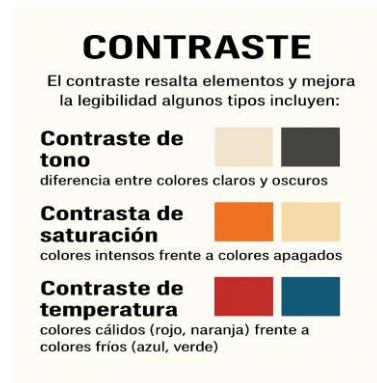 CONTRASTE
El contraste resalta elementos y mejora
la legibilidad algunos tipos incluyen:
Contraste de
tono
diferencia entre colores claros y oscuros
Contrasta de
saturación
colores intensos frente a colores apagados
Contraste de
temperatura
colores cálidos (rojo, naranja) frente a
colores fríos (azul, verde)